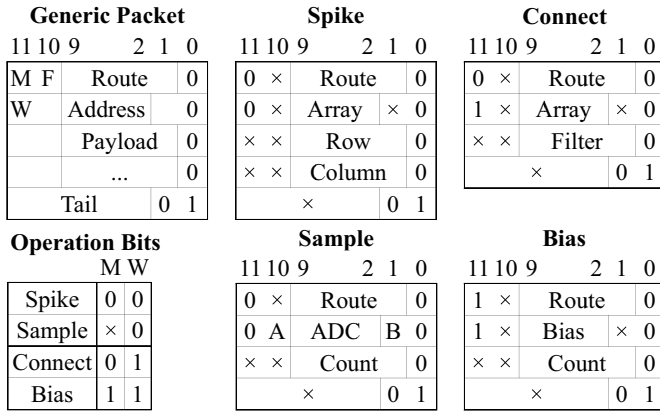 Generic Packet
11 10 9 2 1 0
M F Route 0
W Address 0
Payload 0
... 0
Tail 0 1
Spike
11 10 9 2 1 0
0 × Route 0
0 × Array × 0
× × Row 0
× × Column 0
× 0 1
Connect
11 10 9 2 1 0
0 × Route 0
1 × Array × 0
× × Filter 0
× 0 1
Operation Bits
M W
Spike 0 0
Sample × 0
Connect 0 1
Bias 1 1
Sample
11 10 9 2 1 0
0 × Route 0
0 A ADC B 0
× × Count 0
× 0 1
Bias
11 10 9 2 1 0
1 × Route 0
1 × Bias × 0
× × Count 0
× 0 1